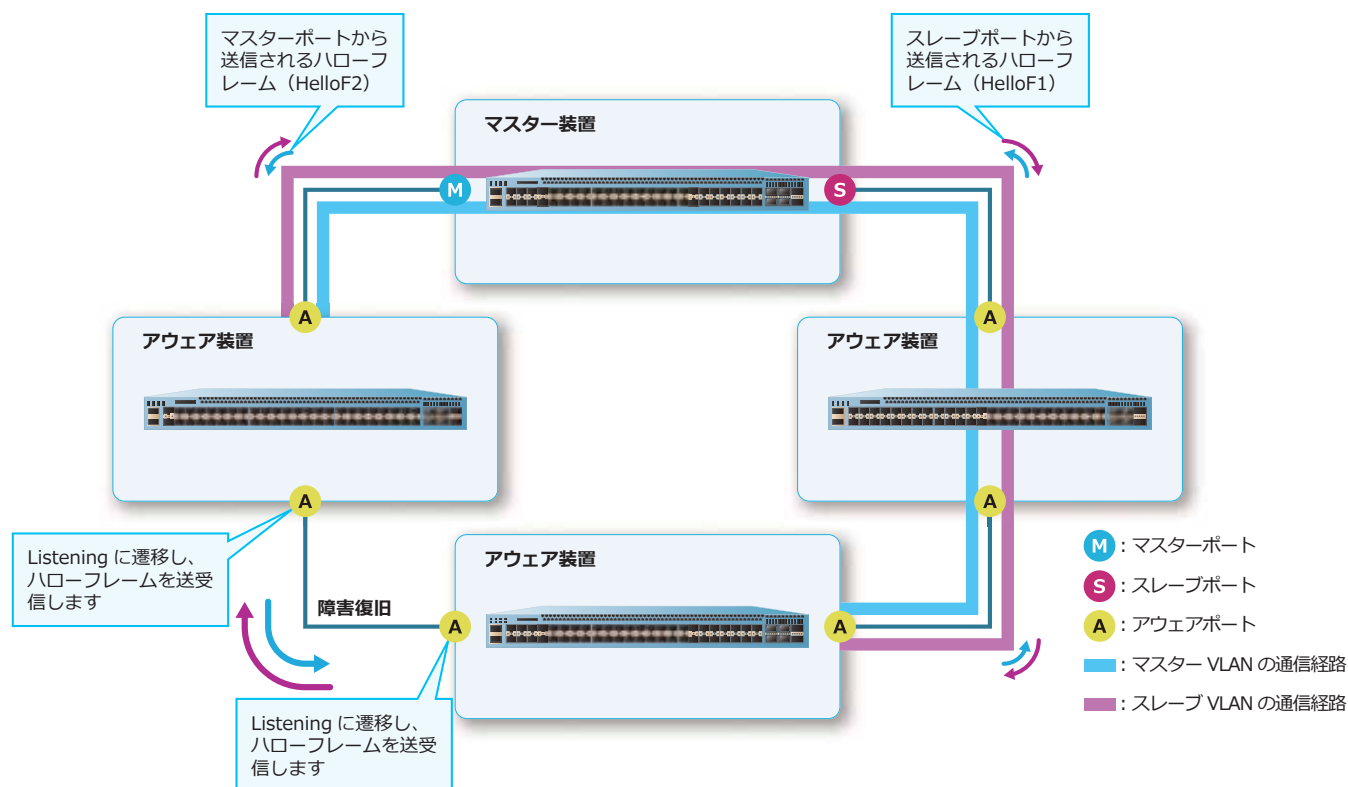 マスターポートから
送信されるハローフ
レーム（HelloF2）
スレーブポートから
送信されるハローフ
レーム（HelloF1）
マスター装置
M
S
A
A
アウェア装置
アウェア装置
A
A
Listening に遷移し、
ハローフレームを送受
信します
アウェア装置
障害復旧
A
A
Listening に遷移し、
ハローフレームを送受
信します
M：マスターポート
S：スレーブポート
A：アウェアポート
：マスター VLAN の通信経路
：スレーブ VLAN の通信経路